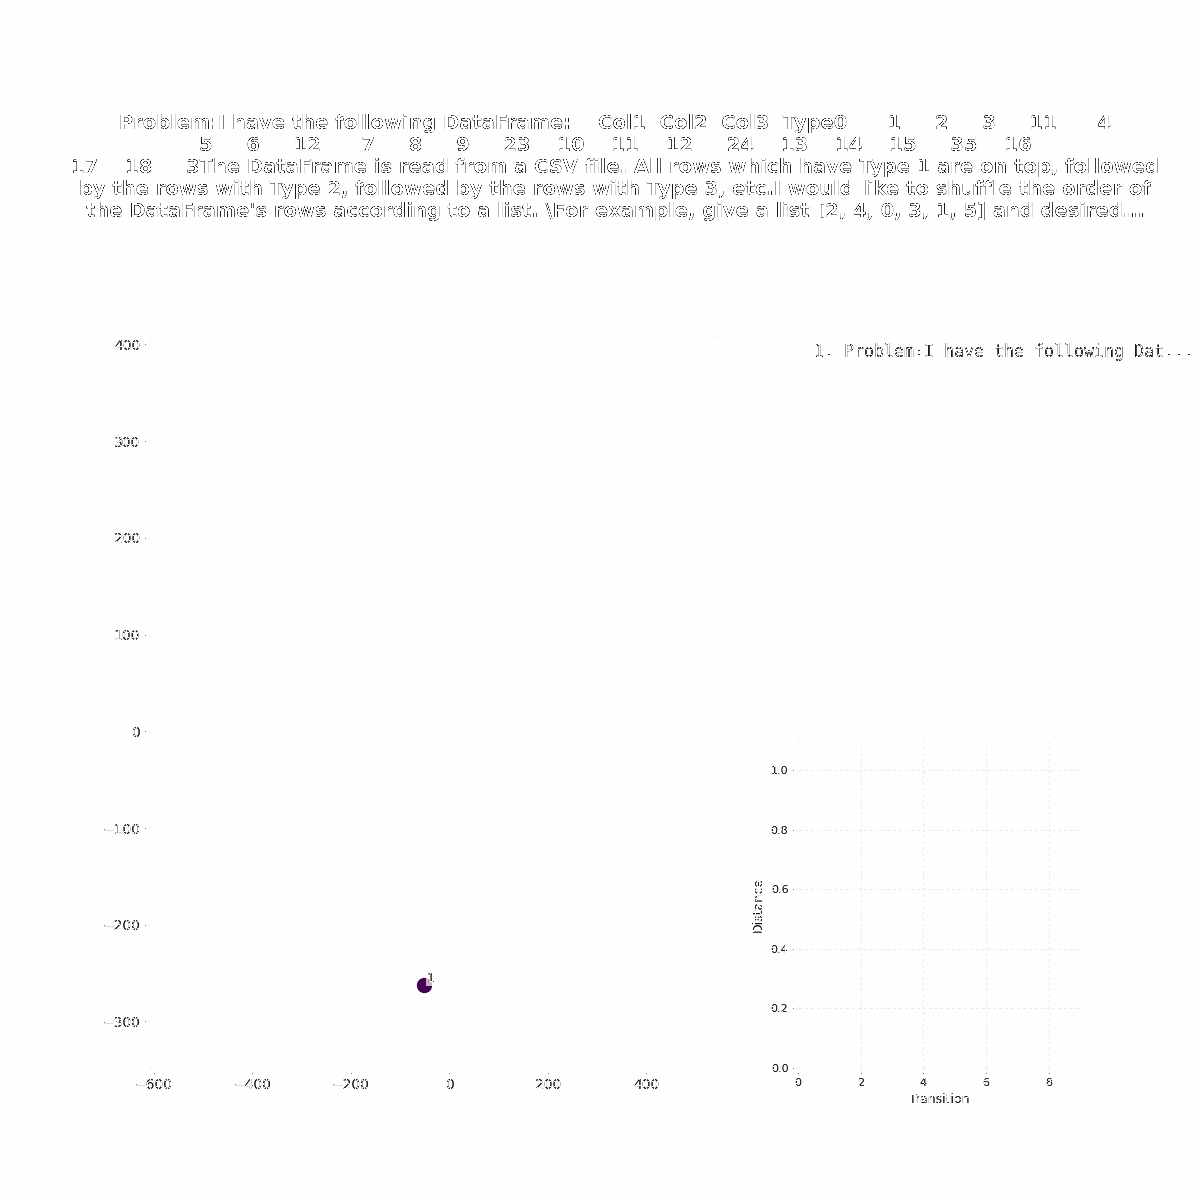 Problem:I have the following DataFrame:    Col1  Col2  Col3  Type0      1     2     3     11      4
5     6     12      7     8     9     23    10    11    12     24    13    14    15    35    16
17    18     3The DataFrame is read from a CSV file. All rows which have Type 1 are on top, followed
by the rows with Type 2, followed by the rows with Type 3, etc.I would like to shuffle the order of
the DataFrame's rows according to a list. \For example, give a list [2, 4, 0, 3, 1, 5] and desired...
1. Problem:I have the following Dat...
400
300
200
100
0
−100
−200
−300
1
−600 −400 −200 0 200 400
1.0
0.8
0.6
0.4
0.2
0.0
Distance
0 2 4 6 8
Transition